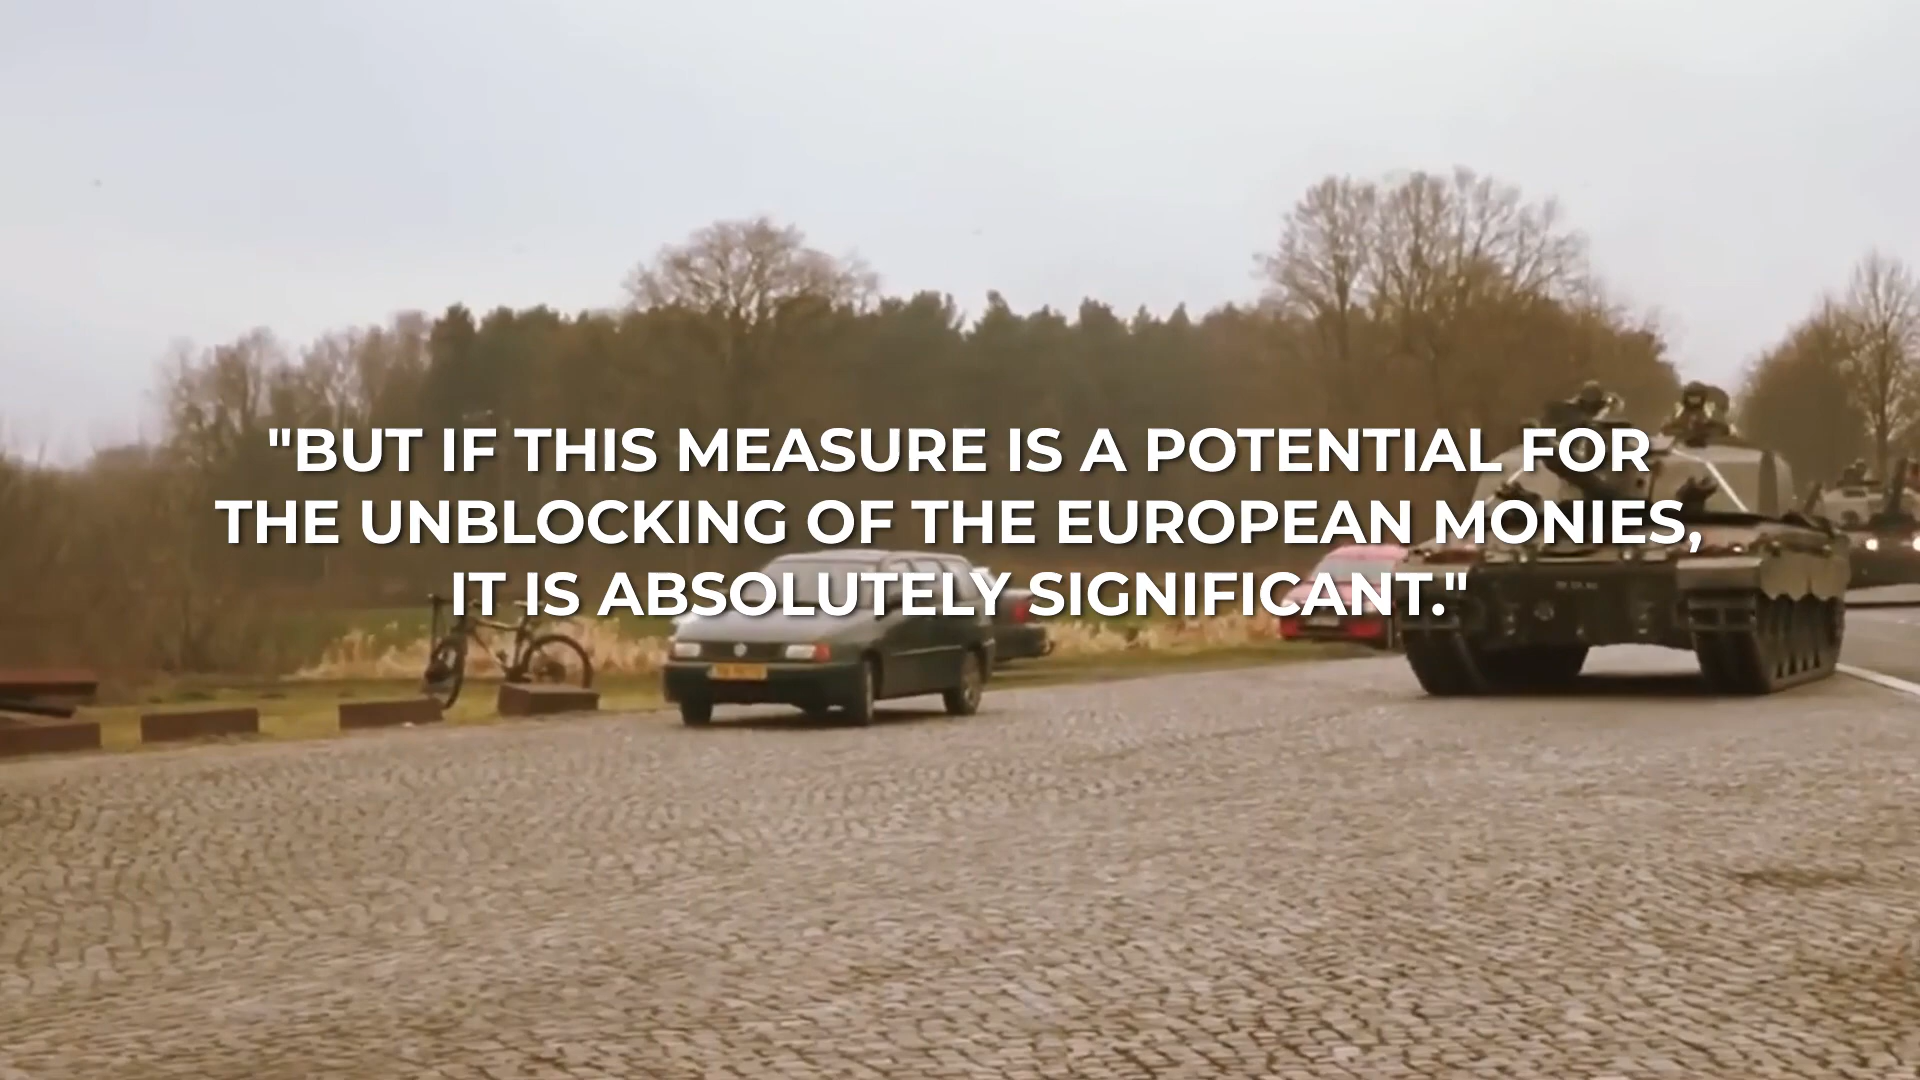 "BUT IF THIS MEASURE IS A POTENTIAL FOR
THE UNBLOCKING OF THE EUROPEAN MONIES,
IT IS ABSOLUTELY SIGNIFICANT."